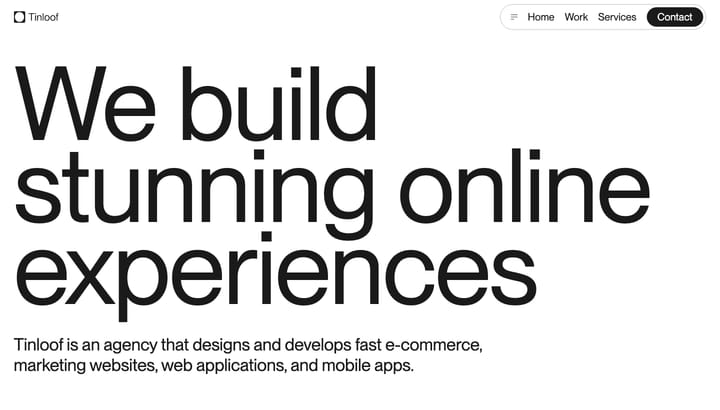 Tinloof
Home Work Services Contact
We build
stunning online
experiences
Tinloof is an agency that designs and develops fast e-commerce,
marketing websites, web applications, and mobile apps.